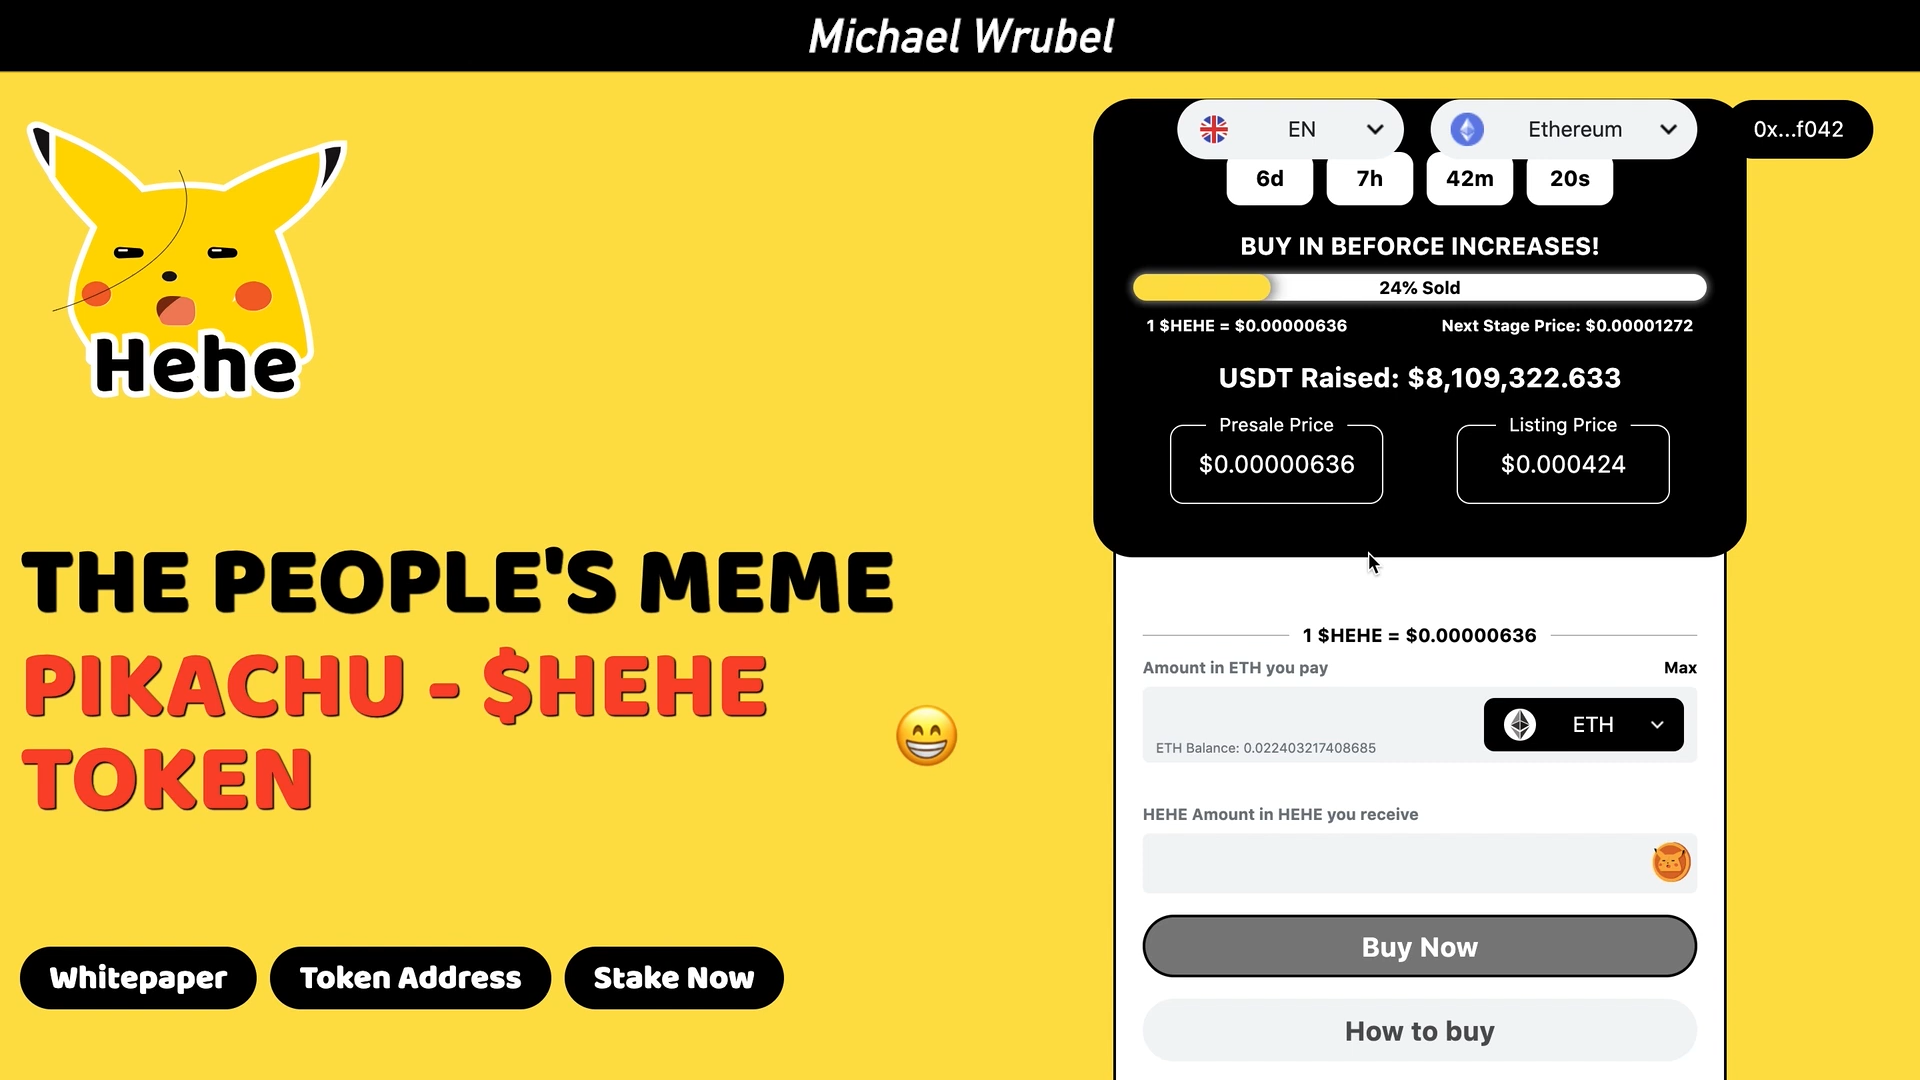 Michael Wrubel
EN
Ethereum
0x...f042
6d 7h 42m 20s
BUY IN BEFORCE INCREASES!
24% Sold
1 $HEHE = $0.00000636
Next Stage Price: $0.00001272
USDT Raised: $8,109,322.633
Presale Price
$0.00000636
Listing Price
$0.000424
Hehe
THE PEOPLE'S MEME
PIKACHU - $HEHE
TOKEN
Whitepaper
Token Address
Stake Now
1 $HEHE = $0.00000636
Amount in ETH you pay
Max
ETH Balance: 0.022403217408685
ETH
HEHE Amount in HEHE you receive
Buy Now
How to buy